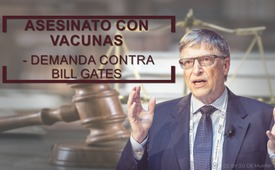 ASESINATO CON
VACUNAS
- DEMANDA CONTRA
BILL GATES